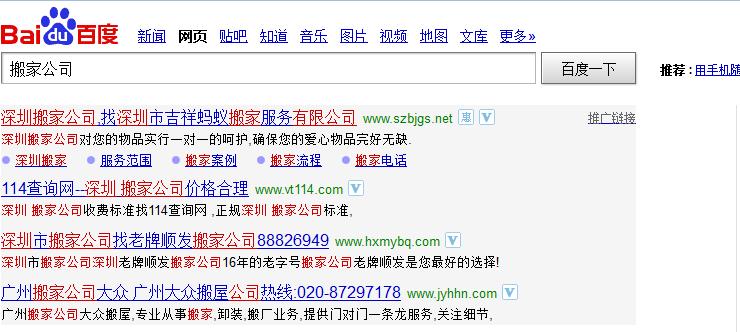 Bai du 百度 新闻 网页 贴吧 知道 音乐 图片 视频 地图 文库 更多»
搬家公司 百度一下 推荐 : 用手机随
深圳搬家公司,找深圳市吉祥蚂蚁搬家服务有限公司 www.szbjgs.net 惠 V 推广链接
深圳搬家公司对您的物品实行一对一的呵护,确保您的爱心物品完好无缺.
深圳搬家 服务范围 搬家案例 搬家流程 搬家电话
114查询网--深圳 搬家公司价格合理 www.vt114.com V
深圳 搬家公司收费标准找114查询网 ,正规深圳 搬家公司标准,
深圳市搬家公司找老牌顺发搬家公司88826949 www.hxmybq.com V
深圳市搬家公司深圳老牌顺发搬家公司16年的老字号搬家公司老牌顺发是您最好的选择!
广州搬家公司大众 广州大众搬屋公司热线:020-87297178 www.jyhhn.com V
广州搬家公司大众搬屋,专业从事搬家,卸装,搬厂业务,提供门对门一条龙服务,关注细节,